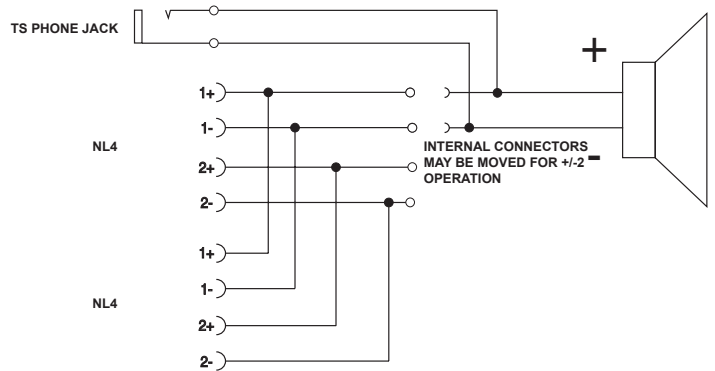 TS PHONE JACK
+
1+
1-
NL4
2+
2-
INTERNAL CONNECTORS
MAY BE MOVED FOR +/-2 -
OPERATION
1+
1-
NL4
2+
2-